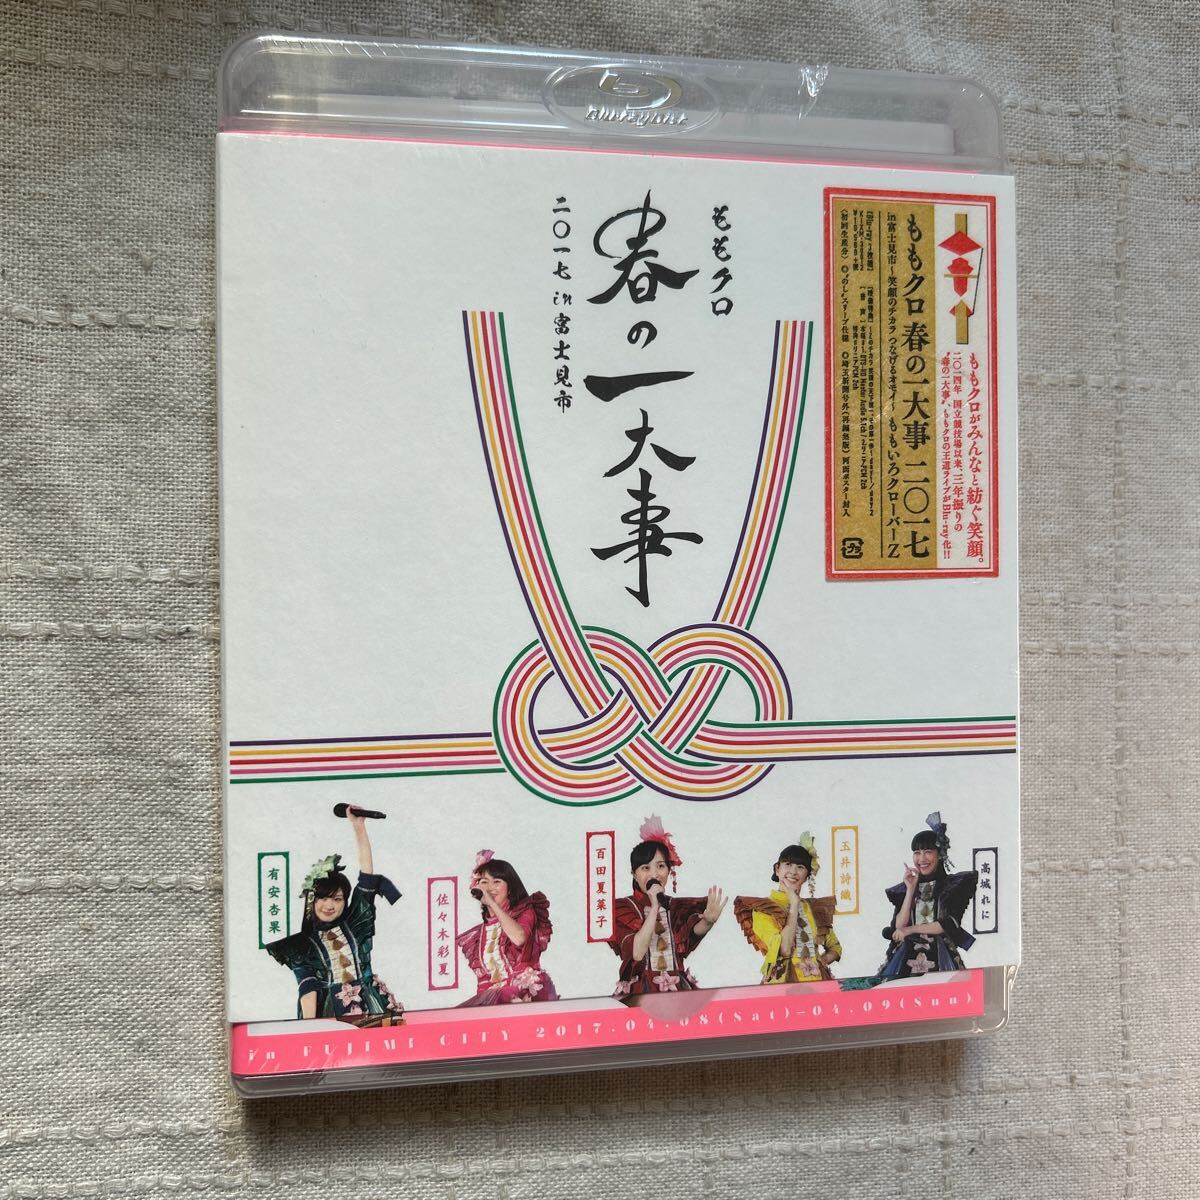 Blu-ray Disc
ももクロ
春の一大事
二〇一七 in 富士見市
ももクロがみんなと紡ぐ笑顔。
二〇一四年 国立競技場以来、三年振りの
"春の一大事"、ももクロの王道ライブがBlu-ray化!!
ももクロ 春の一大事 二〇一七
in富士見市〜笑顔のチカラ つなげるオモイ〜 ももいろクローバーZ
有安杏果
佐々木彩夏
百田夏菜子
玉井詩織
高城れに
in FUJIMI CITY 2017.04.08(Sat)–04.09(Sun)